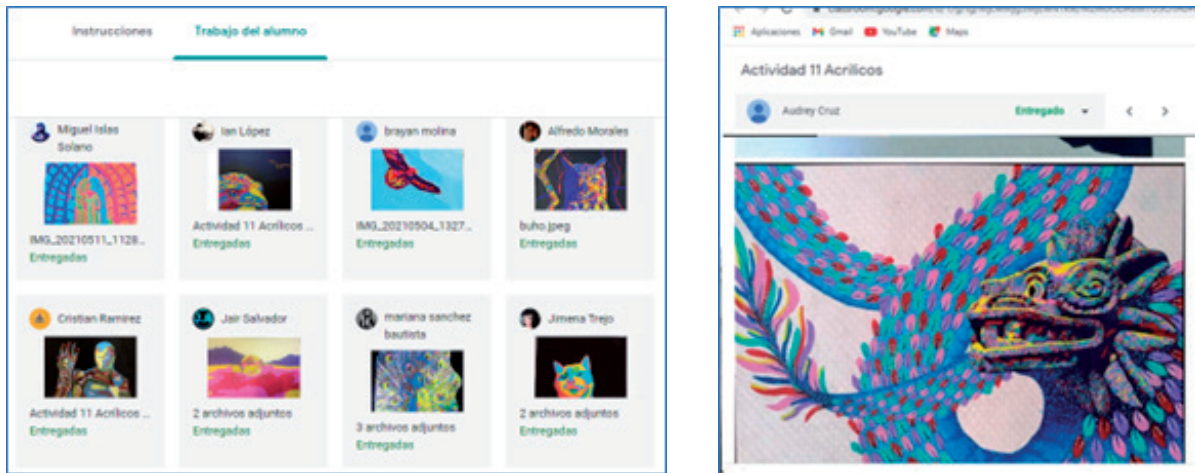 Instrucciones
Trabajo del alumno
Miguel Islas
Solano
IMG_20210511_1128...
Entregadas
Ian López
Actividad 11 Acrílicos ...
Entregadas
brayan molina
IMG_20210504_1327...
Entregadas
Alfredo Morales
buho.jpeg
Entregadas
Cristian Ramirez
Actividad 11 Acrílicos ...
Entregadas
Jair Salvador
2 archivos adjuntos
Entregadas
mariana sanchez
bautista
3 archivos adjuntos
Entregadas
Jimena Trejo
2 archivos adjuntos
Entregadas
Aplicaciones
Gmail
YouTube
Maps
Actividad 11 Acrilicos
Audrey Cruz
Entregado